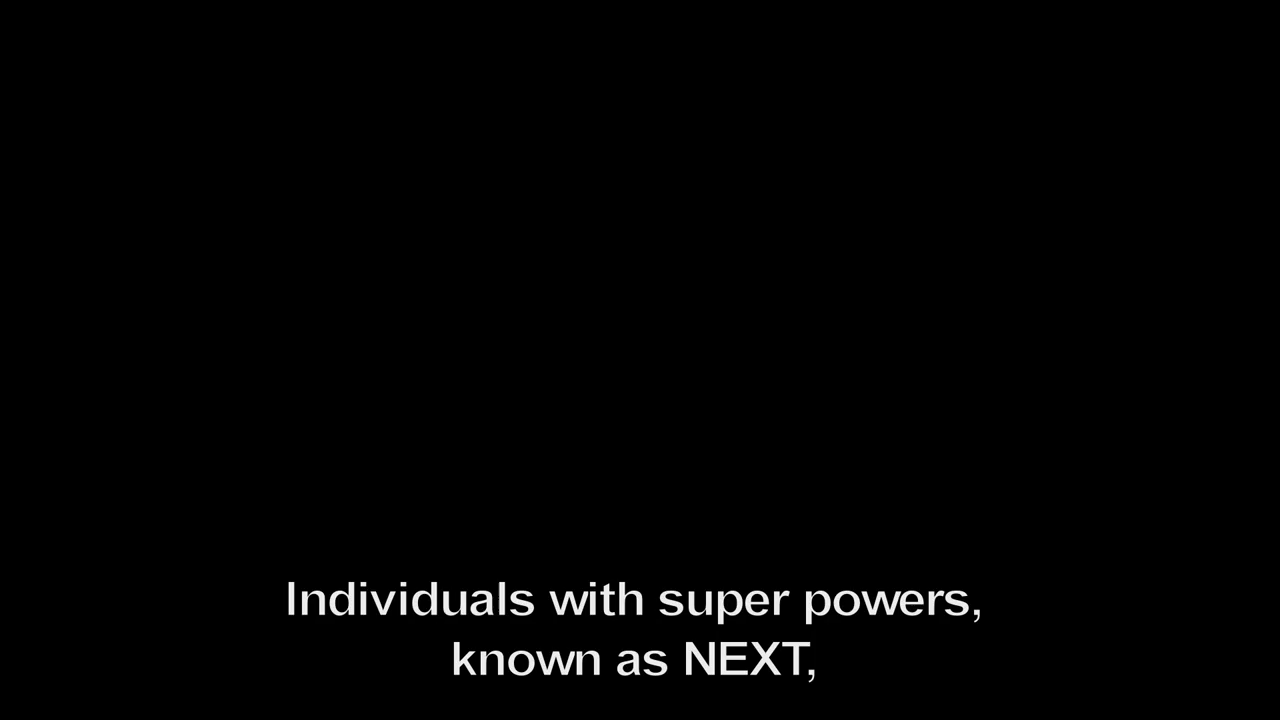 Individuals with super powers,
known as NEXT,